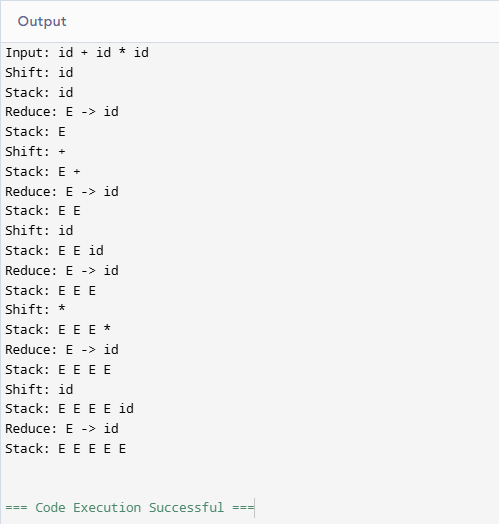 Output
Input: id + id * id
Shift: id
Stack: id
Reduce: E -> id
Stack: E
Shift: +
Stack: E +
Reduce: E -> id
Stack: E E
Shift: id
Stack: E E id
Reduce: E -> id
Stack: E E E
Shift: *
Stack: E E E *
Reduce: E -> id
Stack: E E E E
Shift: id
Stack: E E E E id
Reduce: E -> id
Stack: E E E E E
=== Code Execution Successful ===